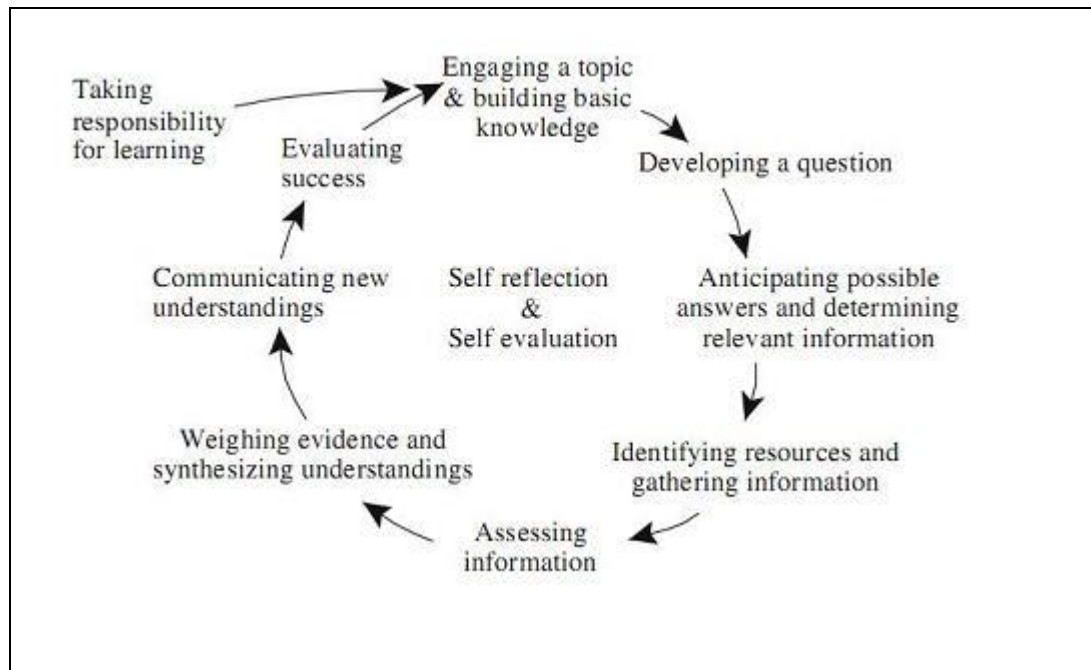 Engaging a topic
& building basic
knowledge
Developing a question
Anticipating possible
answers and determining
relevant information
Identifying resources and
gathering information
Assessing
information
Weighing evidence and
synthesizing understandings
Communicating new
understandings
Evaluating
success
Taking
responsibility
for learning
Self reflection
&
Self evaluation